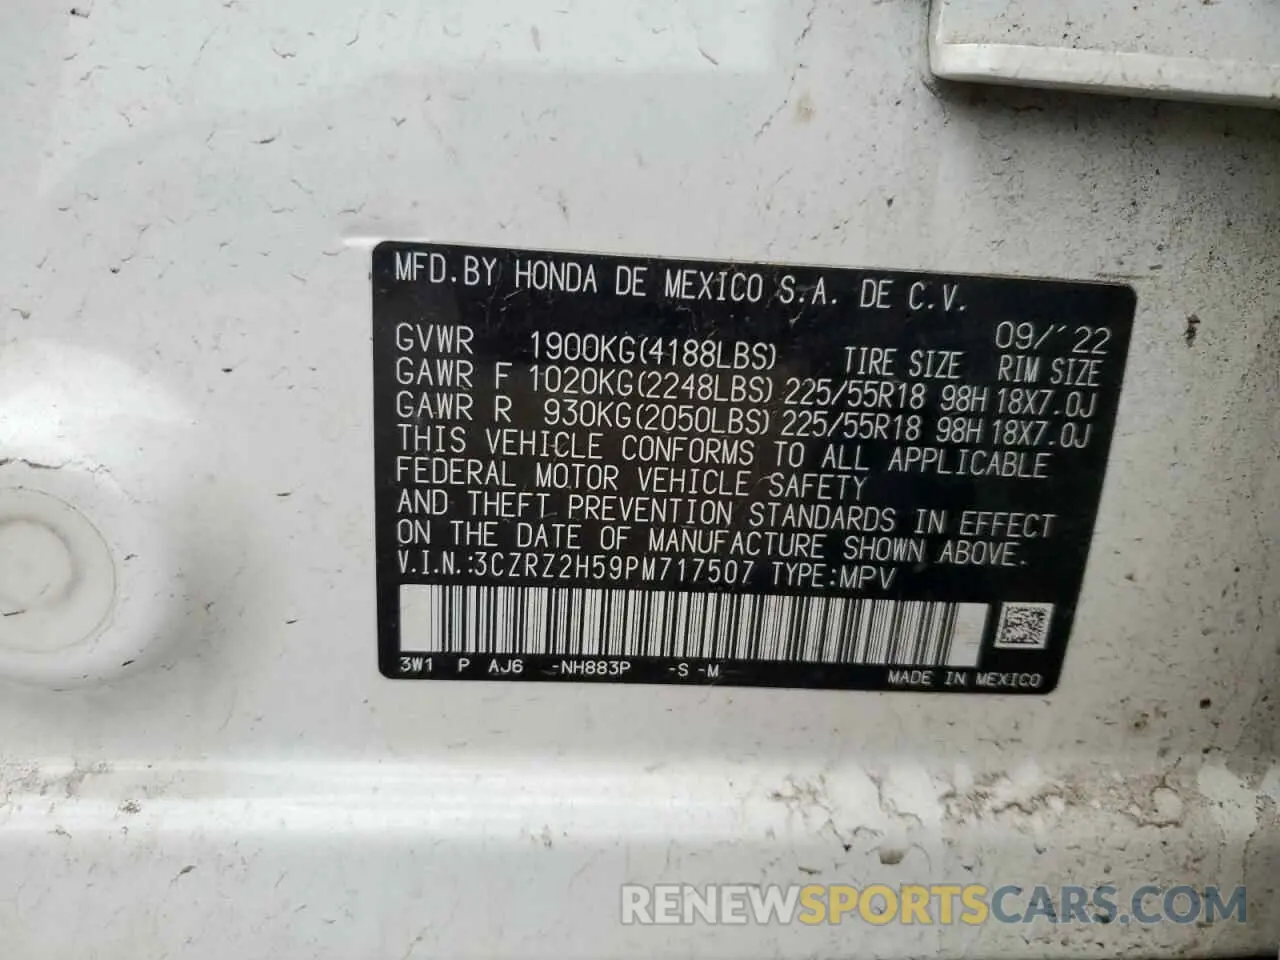 MFD.BY HONDA DE MEXICO S.A. DE C.V.
09/´22
GVWR 1900KG(4188LBS) TIRE SIZE RIM SIZE
GAWR F 1020KG(2248LBS) 225/55R18 98H 18X7.0J
GAWR R 930KG(2050LBS) 225/55R18 98H 18X7.0J
THIS VEHICLE CONFORMS TO ALL APPLICABLE
FEDERAL MOTOR VEHICLE SAFETY
AND THEFT PREVENTION STANDARDS IN EFFECT
ON THE DATE OF MANUFACTURE SHOWN ABOVE.
V.I.N.:3CZRZ2H59PM717507 TYPE:MPV
3W1 P AJ6 -NH883P -S -M
MADE IN MEXICO
RENEWSPORTSCARS.COM